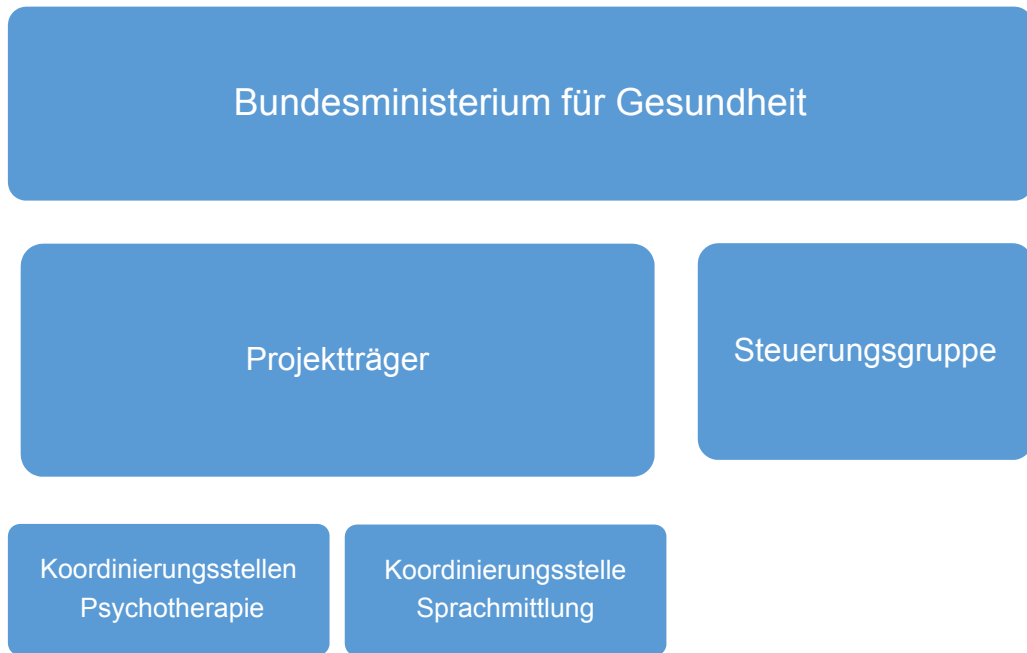 Bundesministerium für Gesundheit
Projektträger
Steuerungsgruppe
Koordinierungsstellen
Psychotherapie
Koordinierungsstelle
Sprachmittlung